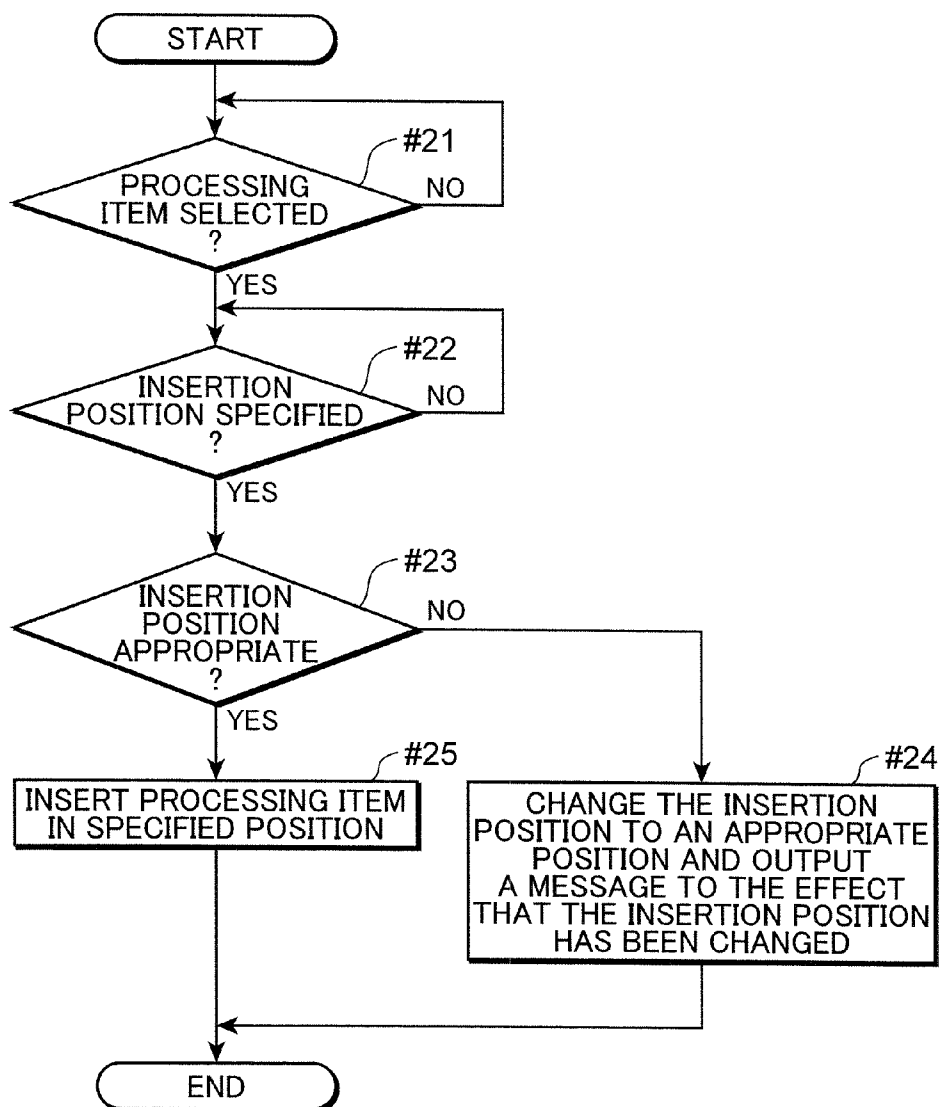 START
#21
PROCESSING
ITEM SELECTED
?
NO
YES
#22
INSERTION
POSITION SPECIFIED
?
NO
YES
#23
INSERTION
POSITION
APPROPRIATE
?
NO
YES
#25
INSERT PROCESSING ITEM
IN SPECIFIED POSITION
#24
CHANGE THE INSERTION
POSITION TO AN APPROPRIATE
POSITION AND OUTPUT
A MESSAGE TO THE EFFECT
THAT THE INSERTION POSITION
HAS BEEN CHANGED
END